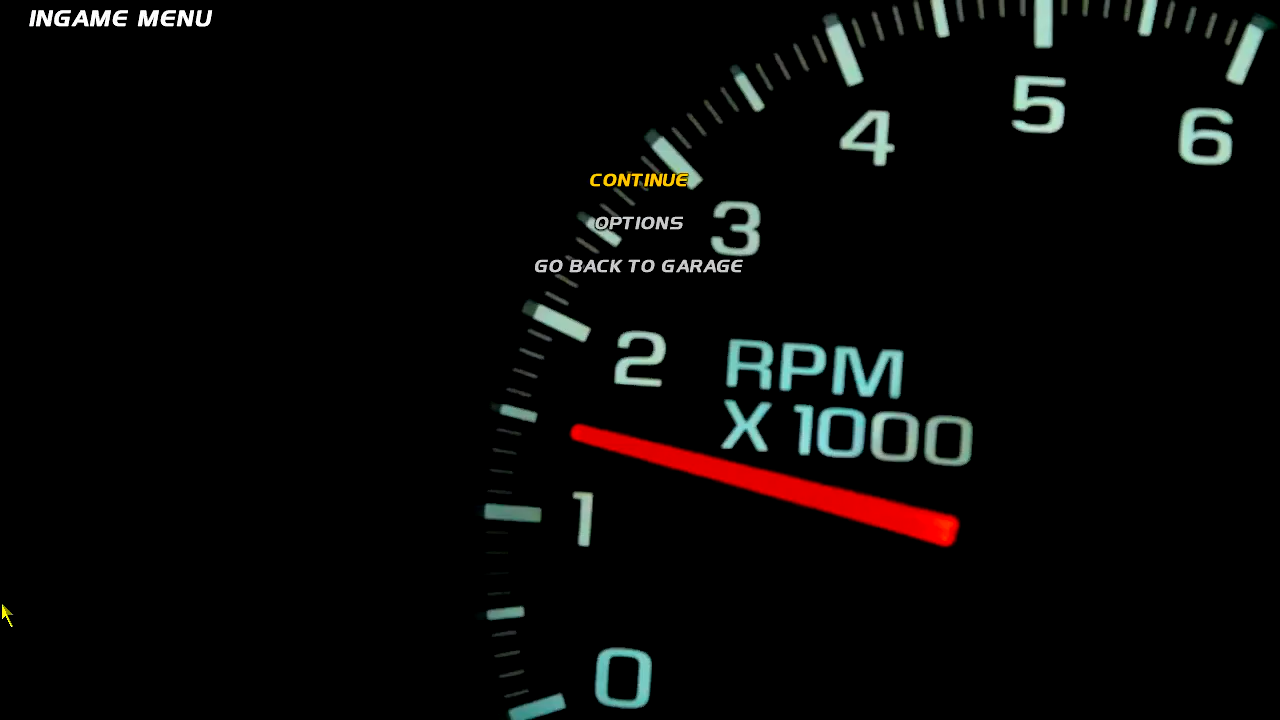 INGAME MENU
4
5
6
CONTINUE
OPTIONS
3
GO BACK TO GARAGE
2
RPM
X 1000
1
0